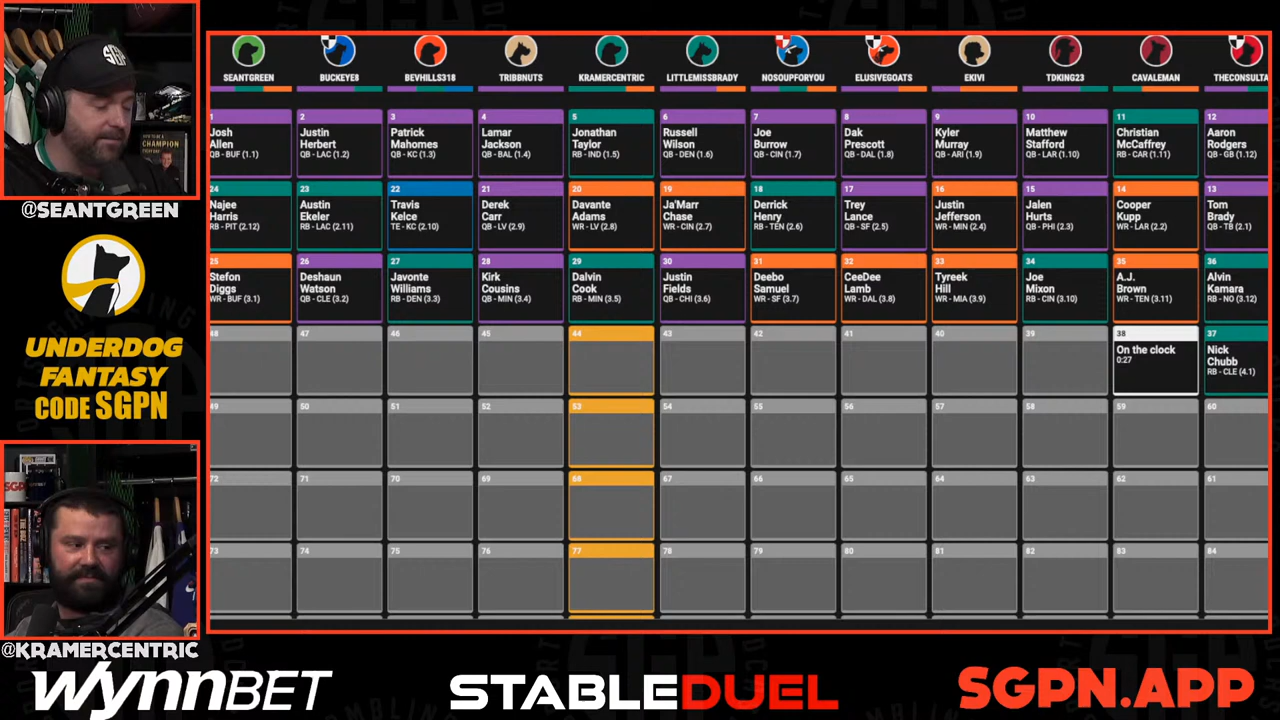 SEANTGREEN
BUCKEYE8
BEVHILLS318
TRIBBNUTS
KRAMERCENTRIC
LITTLEMISSBRADY
NOSOUPFORYOU
ELUSIVEGOATS
EKIVI
TDKING23
CAVALEMAN
THECONSULTA
1 2 3 4 5 6 7 8 9 10 11 12
Josh Allen QB - BUF (1.1)
Justin Herbert QB - LAC (1.2)
Patrick Mahomes QB - KC (1.3)
Lamar Jackson QB - BAL (1.4)
Jonathan Taylor RB - IND (1.5)
Russell Wilson QB - DEN (1.6)
Joe Burrow QB - CIN (1.7)
Dak Prescott QB - DAL (1.8)
Kyler Murray QB - ARI (1.9)
Matthew Stafford QB - LAR (1.10)
Christian McCaffrey RB - CAR (1.11)
Aaron Rodgers QB - GB (1.12)
24 23 22 21 20 19 18 17 16 15 14 13
Najee Harris RB - PIT (2.12)
Austin Ekeler RB - LAC (2.11)
Travis Kelce TE - KC (2.10)
Derek Carr QB - LV (2.9)
Davante Adams WR - LV (2.8)
Ja'Marr Chase WR - CIN (2.7)
Derrick Henry RB - TEN (2.6)
Trey Lance QB - SF (2.5)
Justin Jefferson WR - MIN (2.4)
Jalen Hurts QB - PHI (2.3)
Cooper Kupp WR - LAR (2.2)
Tom Brady QB - TB (2.1)
25 26 27 28 29 30 31 32 33 34 35 36
Stefon Diggs WR - BUF (3.1)
Deshaun Watson QB - CLE (3.2)
Javonte Williams RB - DEN (3.3)
Kirk Cousins QB - MIN (3.4)
Dalvin Cook RB - MIN (3.5)
Justin Fields QB - CHI (3.6)
Deebo Samuel WR - SF (3.7)
CeeDee Lamb WR - DAL (3.8)
Tyreek Hill WR - MIA (3.9)
Joe Mixon RB - CIN (3.10)
A.J. Brown WR - TEN (3.11)
Alvin Kamara RB - NO (3.12)
48 47 46 45 44 43 42 41 40 39 38 37
On the clock 0:27
Nick Chubb RB - CLE (4.1)
49 50 51 52 53 54 55 56 57 58 59 60
72 71 70 69 68 67 66 65 64 63 62 61
73 74 75 76 77 78 79 80 81 82 83 84
@SEANTGREEN
UNDERDOG
FANTASY
CODE SGPN
@KRAMERCENTRIC
WYNNBET
STABLEDUEL
SGPN.APP